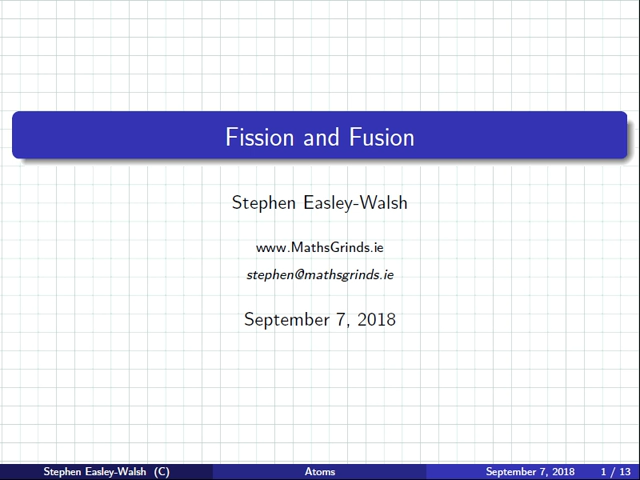 Fission and Fusion
Stephen Easley-Walsh
www.MathsGrinds.ie
stephen@mathsgrinds.ie
September 7, 2018
Stephen Easley-Walsh (C) Atoms September 7, 2018 1 / 13